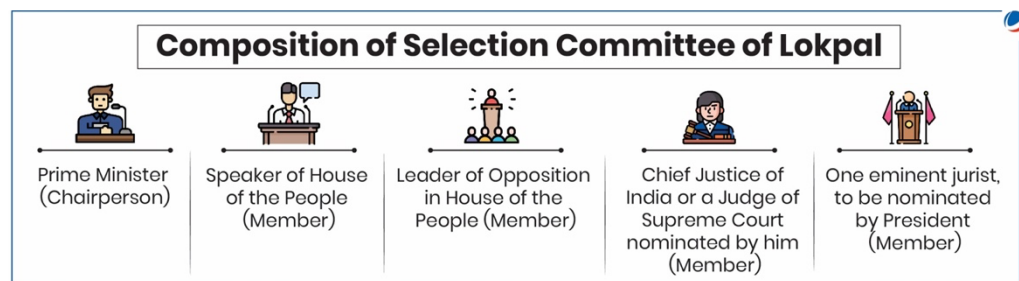 Composition of Selection Committee of Lokpal
Prime Minister
(Chairperson)
Speaker of House
of the People
(Member)
Leader of Opposition
in House of the
People (Member)
Chief Justice of
India or a Judge of
Supreme Court
nominated by him
(Member)
One eminent jurist,
to be nominated
by President
(Member)